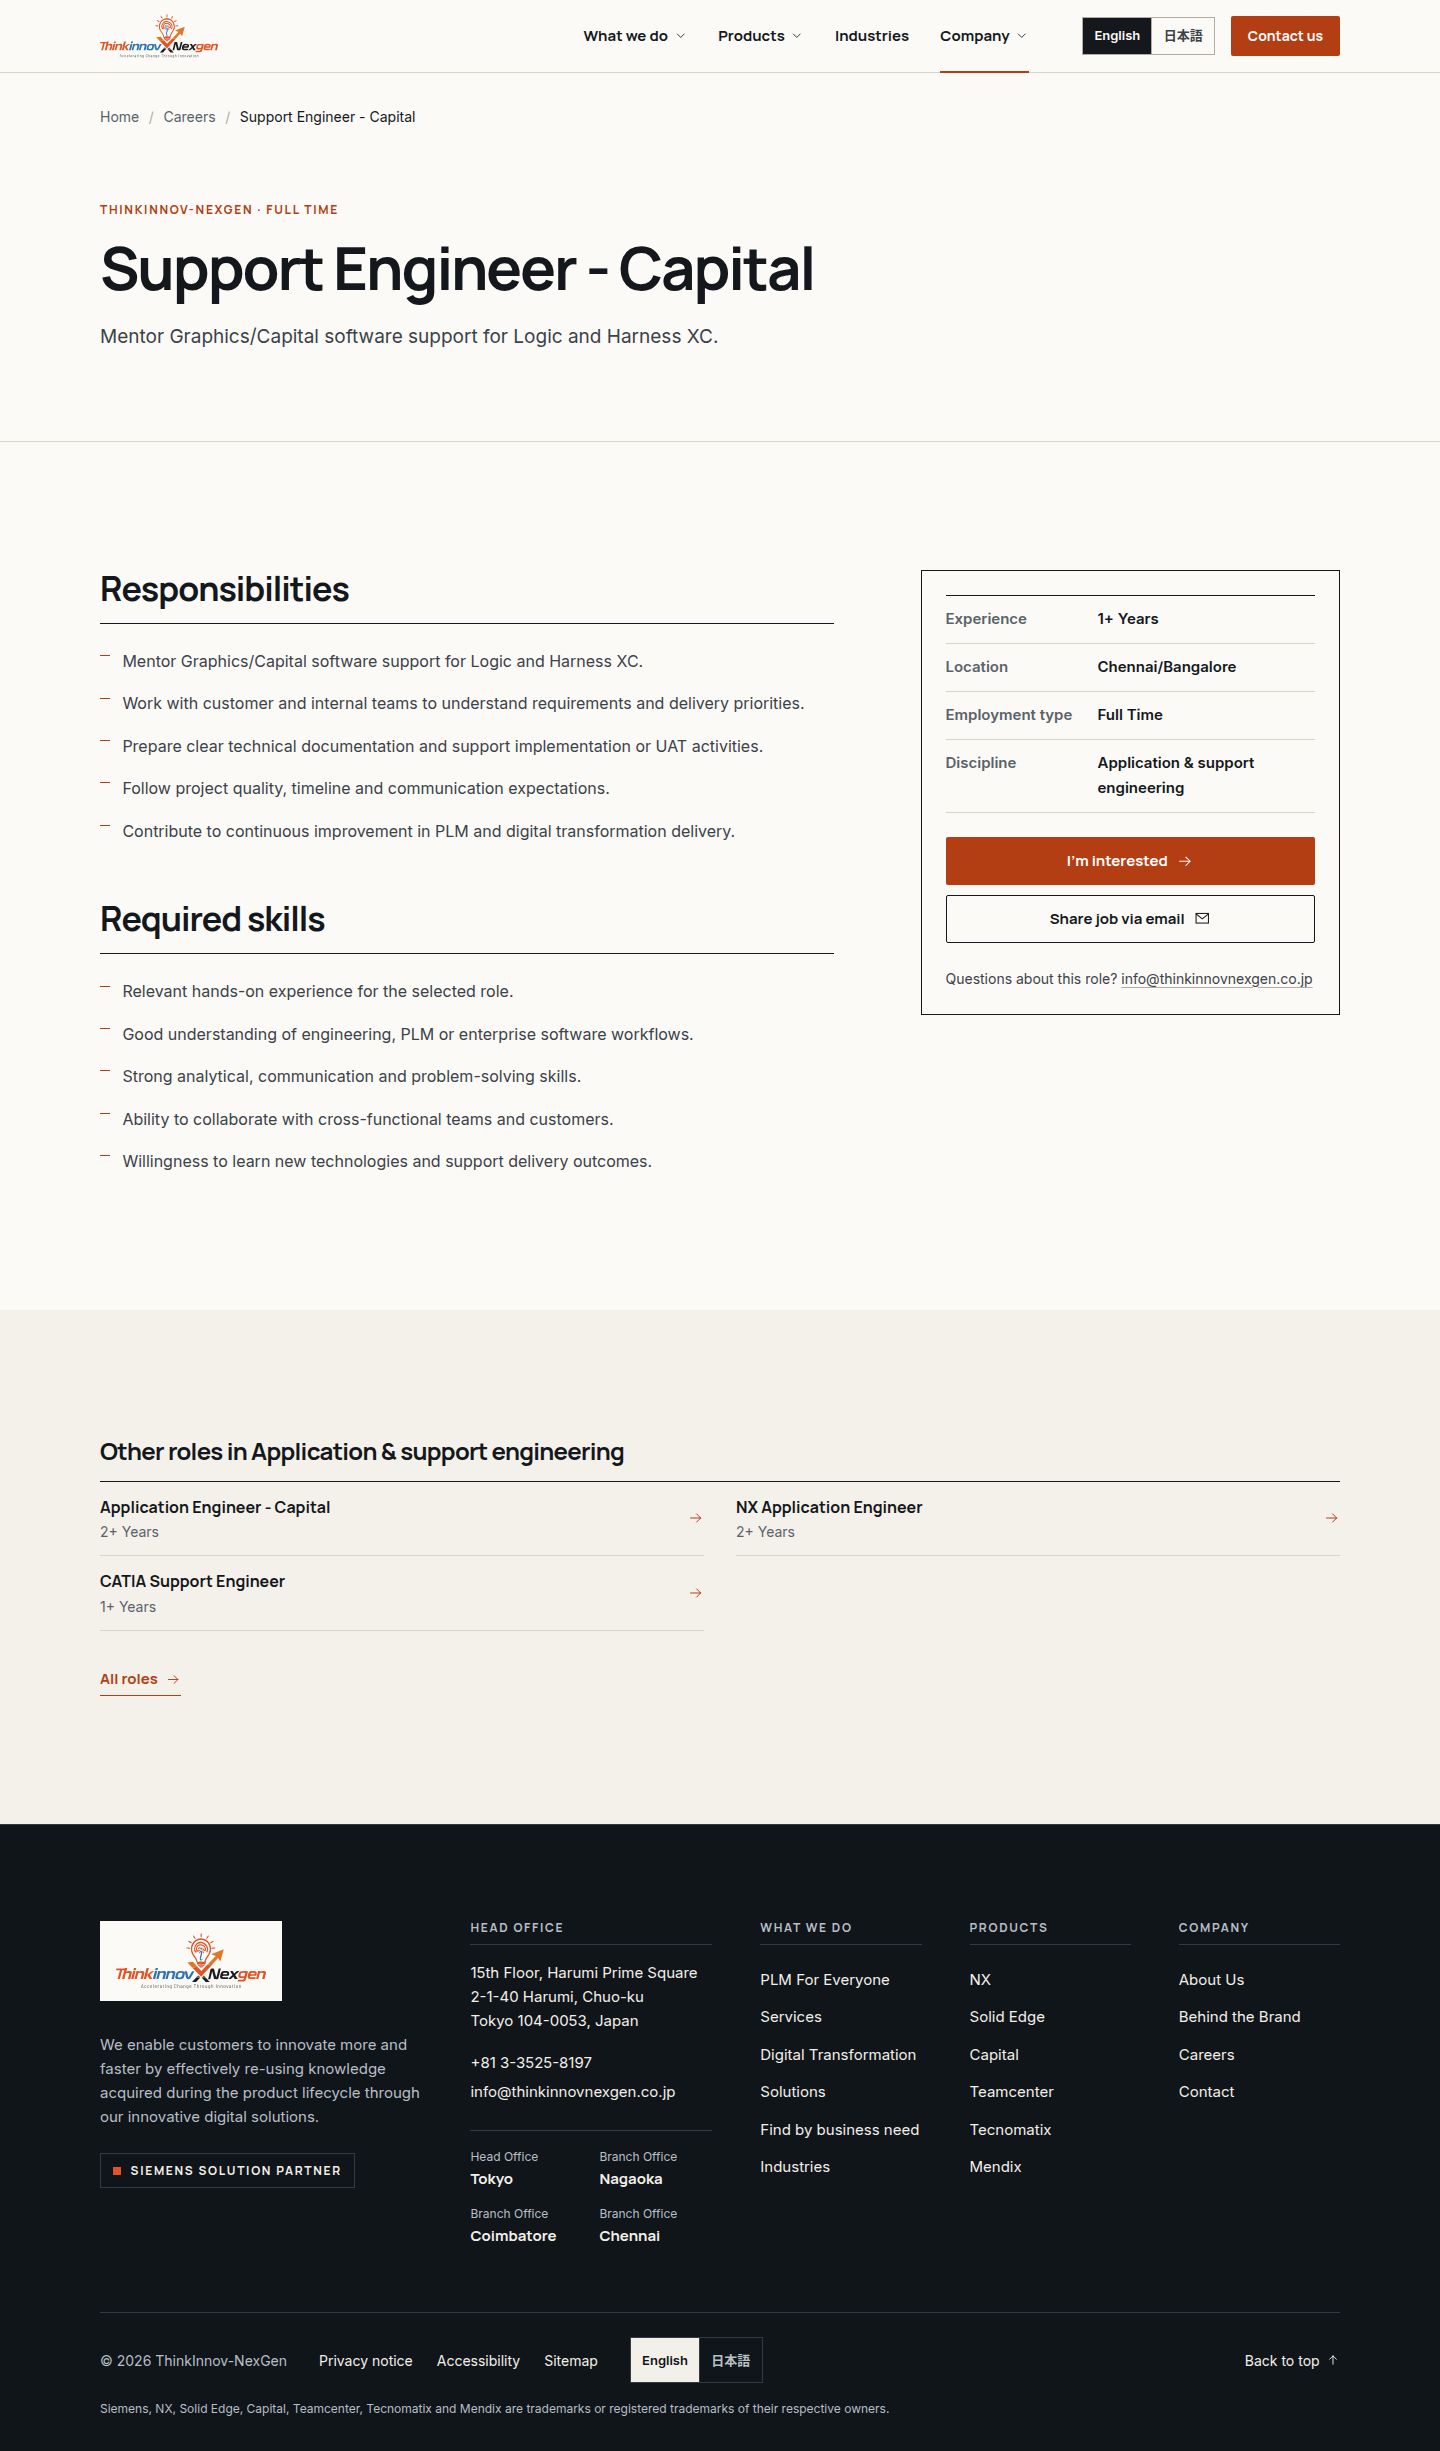 ThinkinnovXNexgen
Accelerating Change Through Innovation
What we do
Products
Industries
Company
English
日本語
Contact us
Home / Careers / Support Engineer - Capital
THINKINNOV-NEXGEN · FULL TIME
Support Engineer - Capital
Mentor Graphics/Capital software support for Logic and Harness XC.
Responsibilities
Mentor Graphics/Capital software support for Logic and Harness XC.
Work with customer and internal teams to understand requirements and delivery priorities.
Prepare clear technical documentation and support implementation or UAT activities.
Follow project quality, timeline and communication expectations.
Contribute to continuous improvement in PLM and digital transformation delivery.
Required skills
Relevant hands-on experience for the selected role.
Good understanding of engineering, PLM or enterprise software workflows.
Strong analytical, communication and problem-solving skills.
Ability to collaborate with cross-functional teams and customers.
Willingness to learn new technologies and support delivery outcomes.
Experience 1+ Years
Location Chennai/Bangalore
Employment type Full Time
Discipline Application & support
engineering
I'm interested →
Share job via email
Questions about this role? info@thinkinnovnexgen.co.jp
Other roles in Application & support engineering
Application Engineer - Capital
2+ Years
→
NX Application Engineer
2+ Years
→
CATIA Support Engineer
1+ Years
→
All roles →
ThinkinnovXNexgen
Accelerating Change Through Innovation
We enable customers to innovate more and
faster by effectively re-using knowledge
acquired during the product lifecycle through
our innovative digital solutions.
SIEMENS SOLUTION PARTNER
HEAD OFFICE
15th Floor, Harumi Prime Square
2-1-40 Harumi, Chuo-ku
Tokyo 104-0053, Japan
+81 3-3525-8197
info@thinkinnovnexgen.co.jp
Head Office
Tokyo
Branch Office
Nagaoka
Branch Office
Coimbatore
Branch Office
Chennai
WHAT WE DO
PLM For Everyone
Services
Digital Transformation
Solutions
Find by business need
Industries
PRODUCTS
NX
Solid Edge
Capital
Teamcenter
Tecnomatix
Mendix
COMPANY
About Us
Behind the Brand
Careers
Contact
© 2026 ThinkInnov-NexGen
Privacy notice
Accessibility
Sitemap
English
日本語
Back to top ↑
Siemens, NX, Solid Edge, Capital, Teamcenter, Tecnomatix and Mendix are trademarks or registered trademarks of their respective owners.